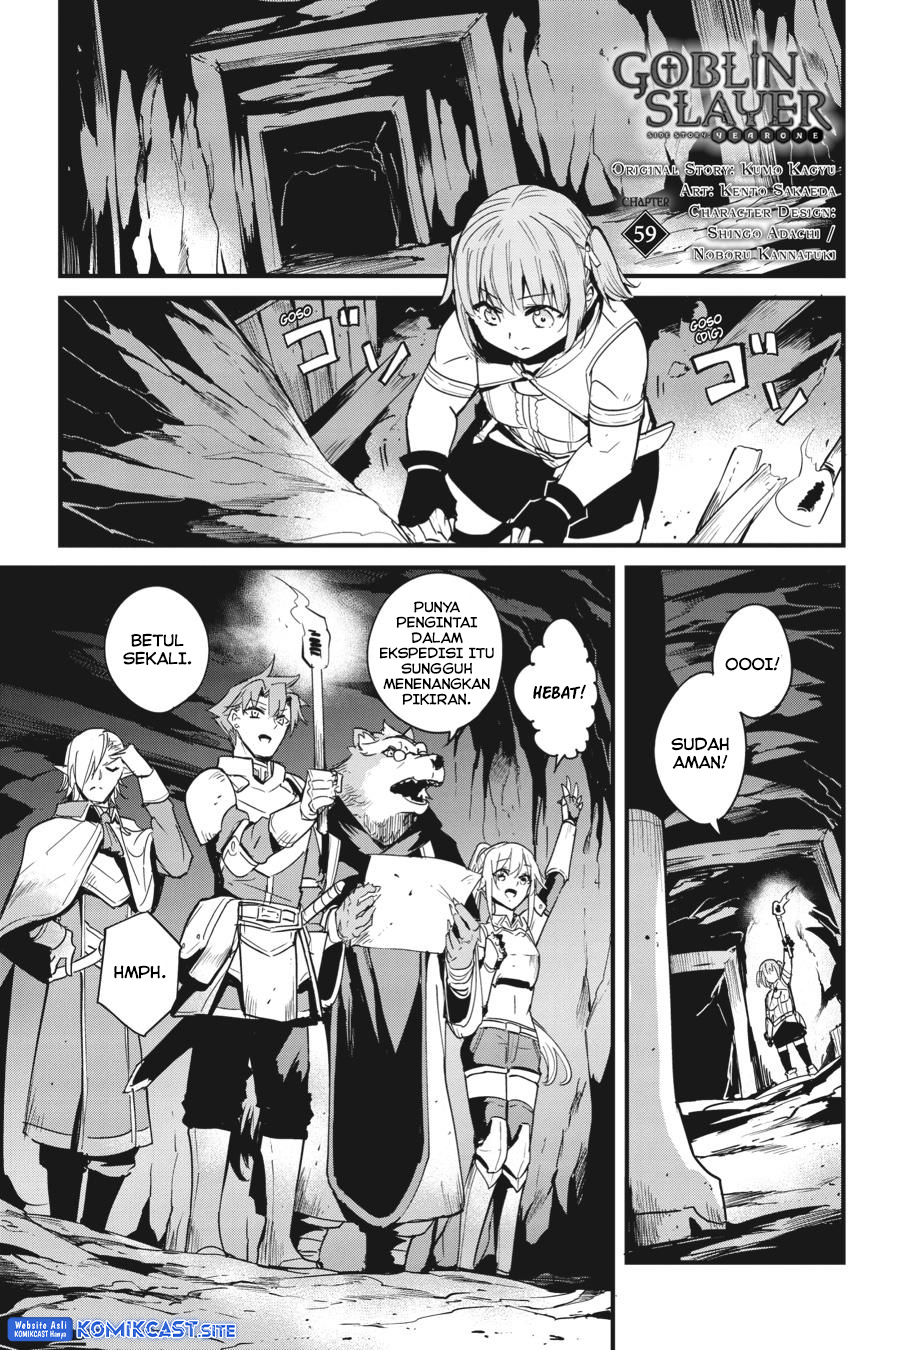 GOBLIN
SLAYER
SIDE STORY YEAR ONE
ORIGINAL STORY: KUMO KAGYU
ART: KENTO SAKAEDA
CHARACTER DESIGN:
SHINGO ADACHI /
NOBORU KANNATUKI
CHAPTER
59
GOSO
(DIG)
ゴッ
GOSO
ゴッ
OOOI!
SUDAH
AMAN!
HEBAT!
PUNYA
PENGINTAI
DALAM
EKSPEDISI ITU
SUNGGUH
MENENANGKAN
PIKIRAN.
BETUL
SEKALI.
HMPH.
Website Asli
KOMIKCAST Hanya
KOMIKCAST.SITE